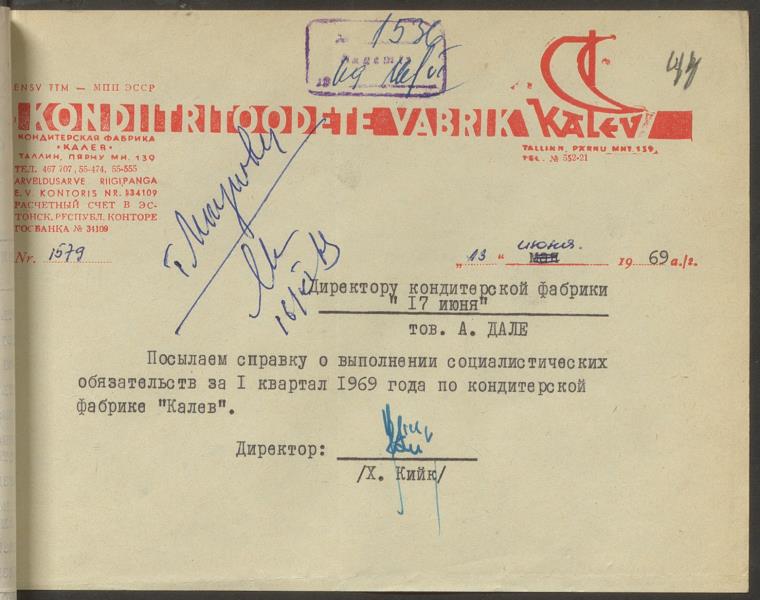 1536
44
ENSV TTM — МПП ЭССР
KONDIITRITOODETE VABRIK KALEV
КОНДИТЕРСКАЯ ФАБРИКА
•КАЛЕВ•
ТАЛЛИН, ПЯРНУ МН. 139
ТЕЛ. 467 707, 55-474, 55-555
ARVELDUSARVE RIIGIPANGA
E. V. KONTORIS NR. 34109
РАСЧЕТНЫЙ СЧЕТ В ЭС-
ТОНСК. РЕСПУБЛ. КОНТОРЕ
ГОСБАНКА № 34109
TALLINN, PÄRNU MNT. 139
TEL. № 552-21
Nr. 1579
"13" июня. 1969 a./г.
Директору кондитерской фабрики
"17 июня"
тов. А. ДАЛЕ
Посылаем справку о выполнении социалистических
обязательств за I квартал 1969 года по кондитерской
фабрике "Калев".
Директор:
/Х. Кийк/